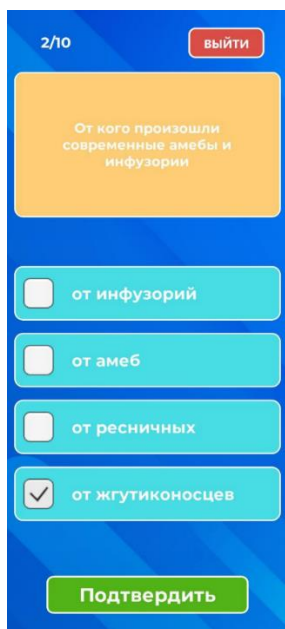 2/10
выйти
От кого произошли
современные амебы и
инфузории
от инфузорий
от амеб
от ресничных
от жгутиконосцев
Подтвердить